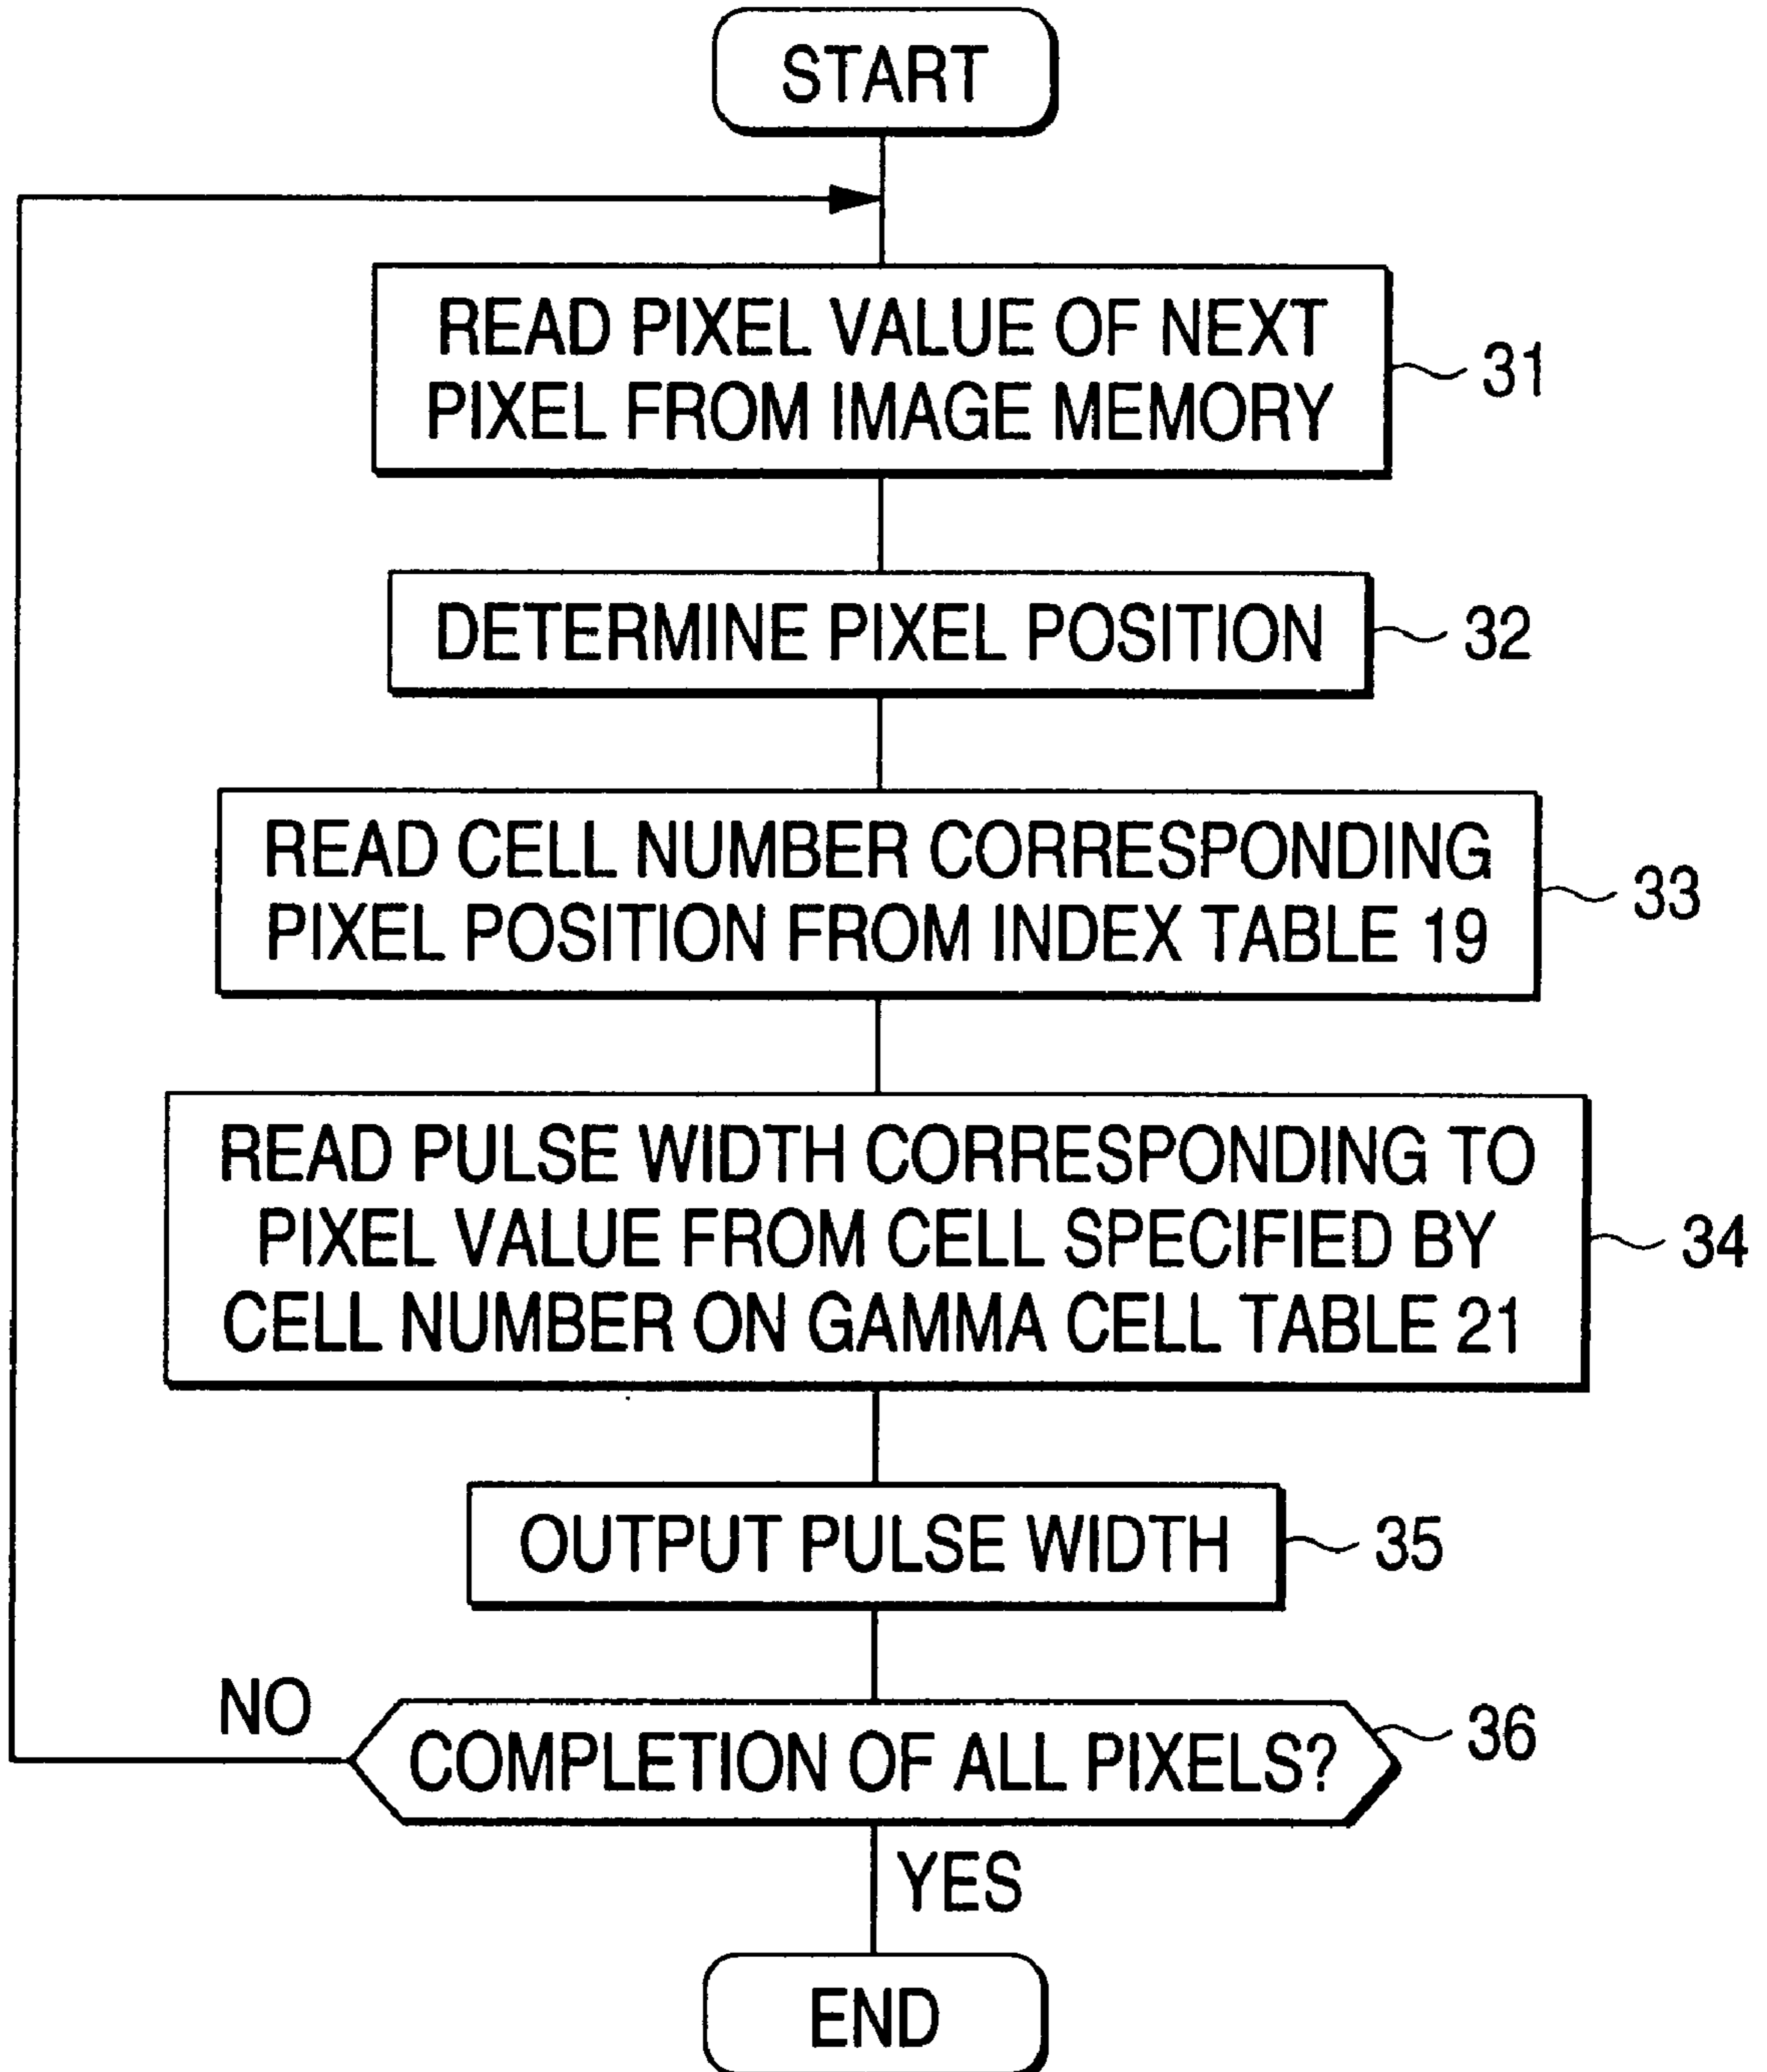 START
READ PIXEL VALUE OF NEXT
PIXEL FROM IMAGE MEMORY
31
DETERMINE PIXEL POSITION
32
READ CELL NUMBER CORRESPONDING
PIXEL POSITION FROM INDEX TABLE 19
33
READ PULSE WIDTH CORRESPONDING TO
PIXEL VALUE FROM CELL SPECIFIED BY
CELL NUMBER ON GAMMA CELL TABLE 21
34
OUTPUT PULSE WIDTH
35
NO
COMPLETION OF ALL PIXELS?
36
YES
END